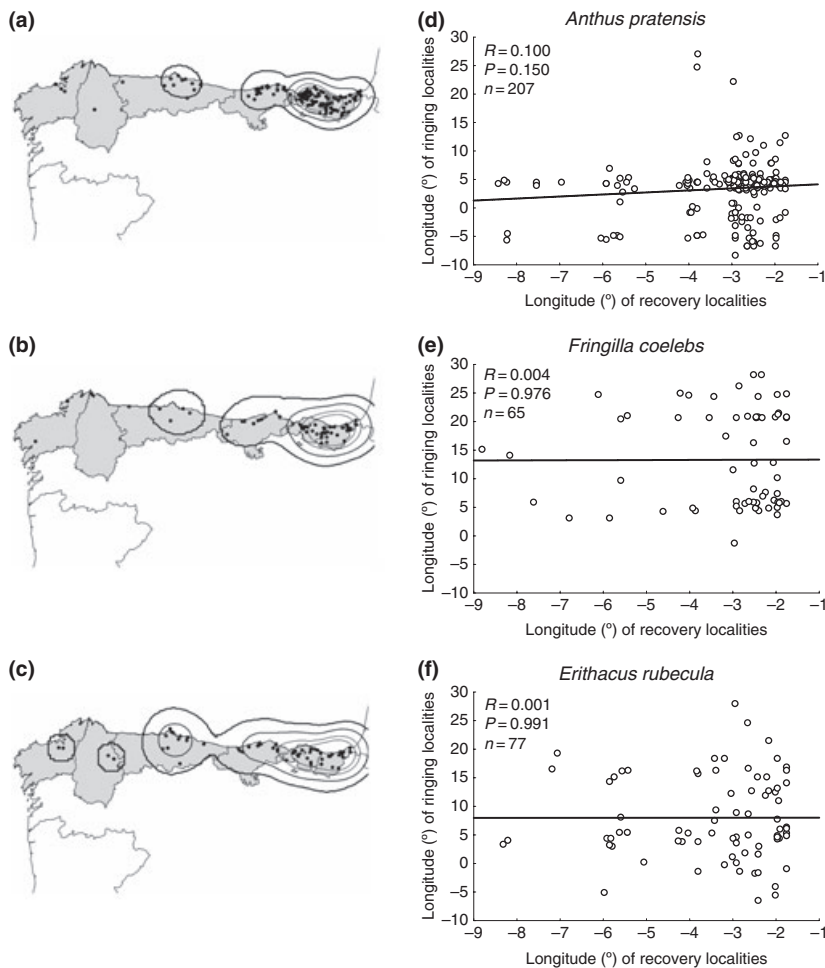 (a)
(d)
Anthus pratensis
R = 0.100
P = 0.150
n = 207
Longitude (º) of ringing localities
30
25
20
15
10
5
0
−5
−10
−9 −8 −7 −6 −5 −4 −3 −2 −1
Longitude (º) of recovery localities
(b)
(e)
Fringilla coelebs
R = 0.004
P = 0.976
n = 65
Longitude (º) of ringing localities
30
25
20
15
10
5
0
−5
−10
−9 −8 −7 −6 −5 −4 −3 −2 −1
Longitude (º) of recovery localities
(c)
(f)
Erithacus rubecula
R = 0.001
P = 0.991
n = 77
Longitude (º) of ringing localities
30
25
20
15
10
5
0
−5
−10
−9 −8 −7 −6 −5 −4 −3 −2 −1
Longitude (º) of recovery localities